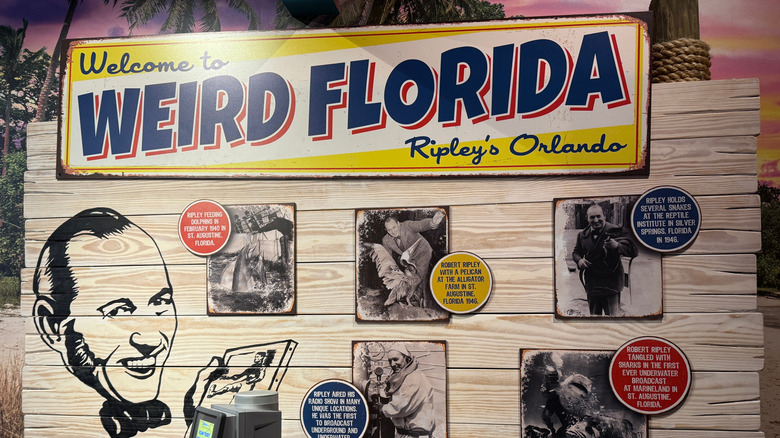 Welcome to
WEIRD FLORIDA
Ripley's Orlando
RIPLEY FEEDING
DOLPHIN IN
FEBRUARY 1940 IN
ST. AUGUSTINE,
FLORIDA.
ROBERT RIPLEY
WITH A PELICAN
AT THE ALLIGATOR
FARM IN ST.
AUGUSTINE,
FLORIDA 1946.
RIPLEY HOLDS
SEVERAL SNAKES
AT THE REPTILE
INSTITUTE IN SILVER
SPRINGS, FLORIDA
IN 1946.
RIPLEY AIRED HIS
RADIO SHOW IN MANY
UNIQUE LOCATIONS.
HE WAS THE FIRST
TO BROADCAST
UNDERGROUND AND
UNDERWATER
RIPLEY
TANGLED WITH
SHARKS IN THE FIRST
EVER UNDERWATER
BROADCAST
AT MARINELAND IN
ST. AUGUSTINE,
FLORIDA.